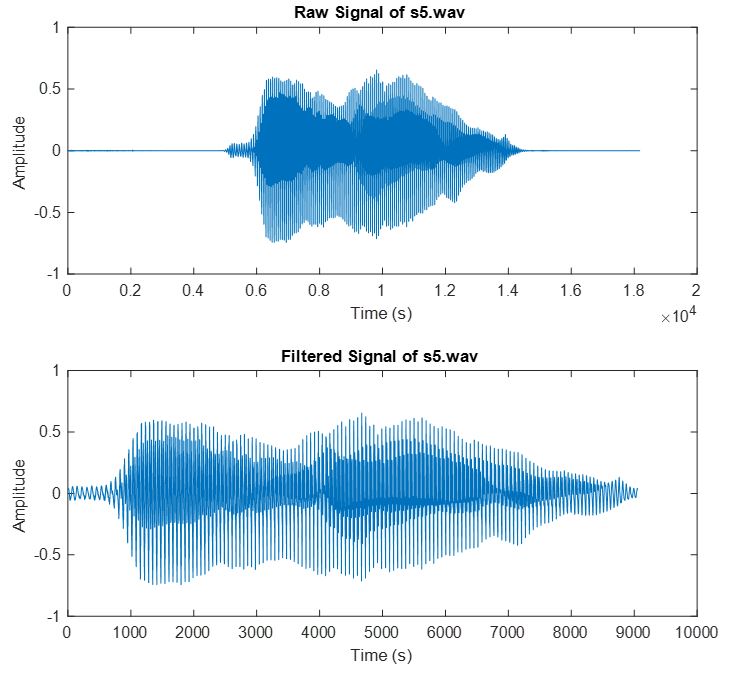 Raw Signal of s5.wav
1
0.5
0
-0.5
-1
Amplitude
0 0.2 0.4 0.6 0.8 1 1.2 1.4 1.6 1.8 2
Time (s)
×10^4
Filtered Signal of s5.wav
1
0.5
0
-0.5
-1
Amplitude
0 1000 2000 3000 4000 5000 6000 7000 8000 9000 10000
Time (s)